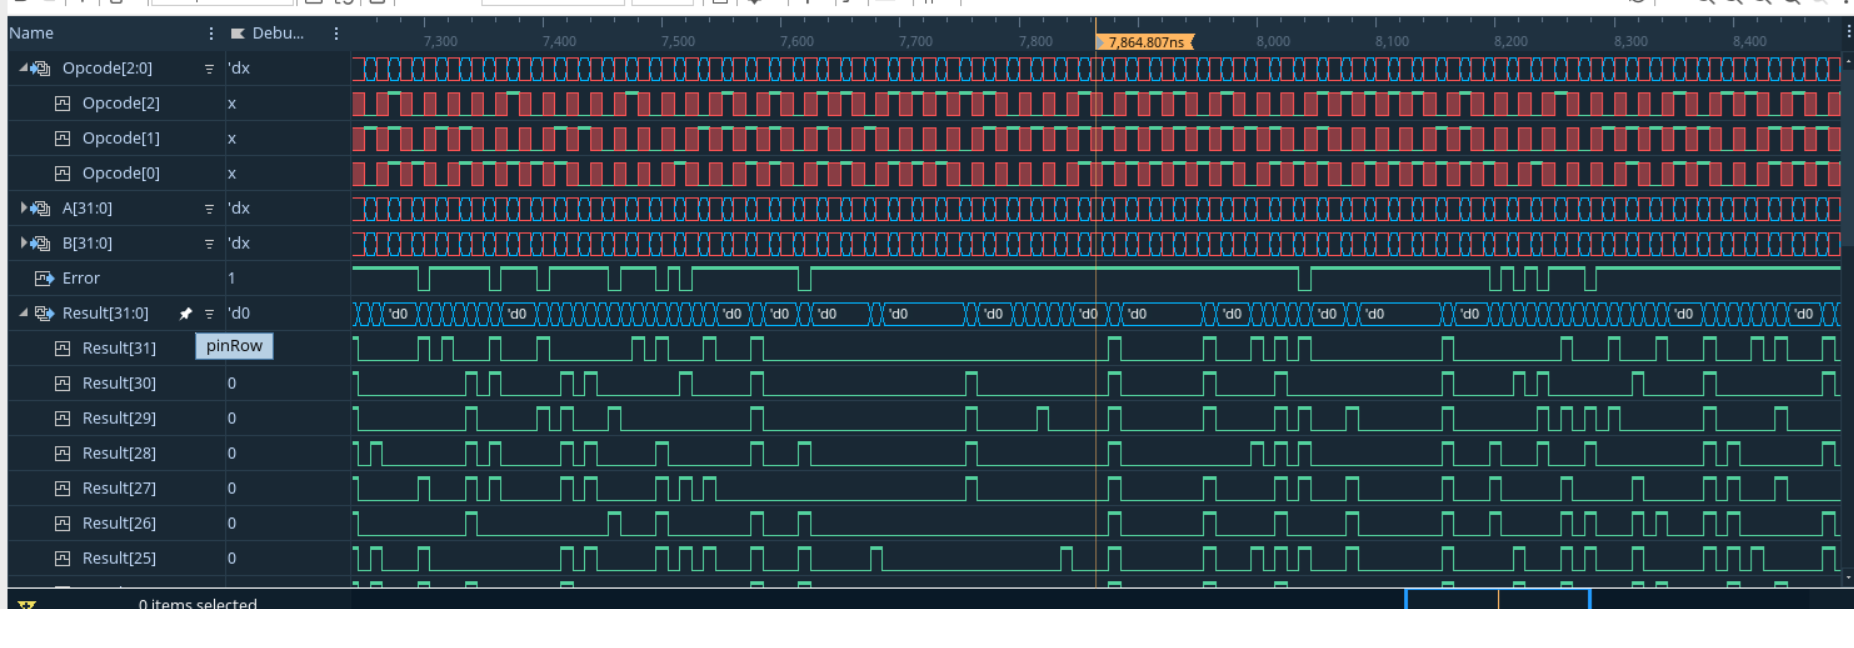 Name Debu... 7,300 7,400 7,500 7,600 7,700 7,800 7,864.807ns 8,000 8,100 8,200 8,300 8,400
Opcode[2:0] 'dx
Opcode[2] x
Opcode[1] x
Opcode[0] x
A[31:0] 'dx
B[31:0] 'dx
Error 1
Result[31:0] 'd0 'd0 'd0 'd0 'd0 'd0 'd0 'd0 'd0 'd0 'd0 'd0 'd0 'd0 'd0 'd0
Result[31] pinRow
Result[30] 0
Result[29] 0
Result[28] 0
Result[27] 0
Result[26] 0
Result[25] 0
0 items selected